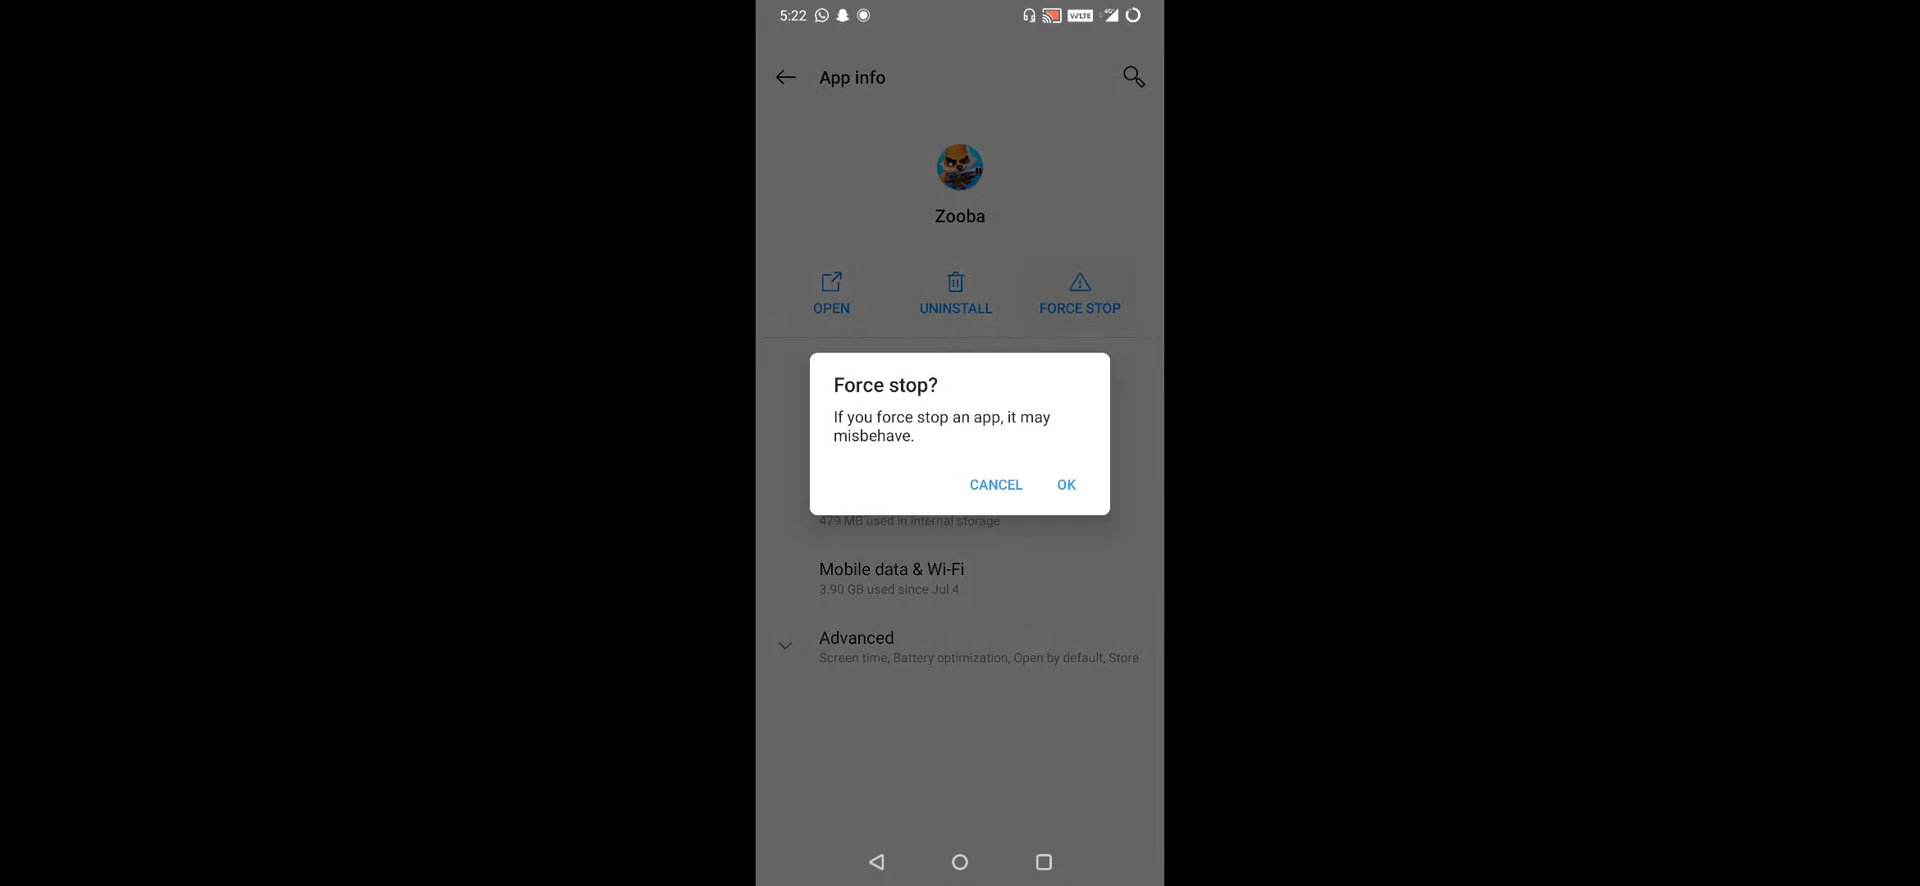 5:22
VoLTE
4G+
App info
Zooba
OPEN
UNINSTALL
FORCE STOP
Force stop?
If you force stop an app, it may
misbehave.
CANCEL
OK
479 MB used in internal storage
Mobile data & Wi-Fi
3.90 GB used since Jul 4
Advanced
Screen time, Battery optimization, Open by default, Store